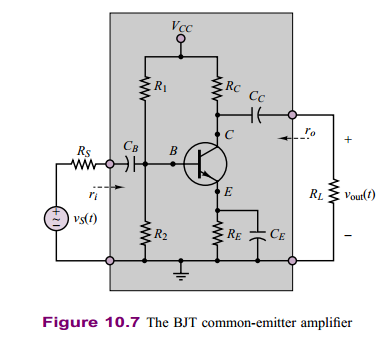 VCC
R1
RC
CC
ro
+
C
RS
CB
B
ri
E
RL
vout(t)
+
~
−
vS(t)
R2
RE
CE
−
Figure 10.7 The BJT common-emitter amplifier